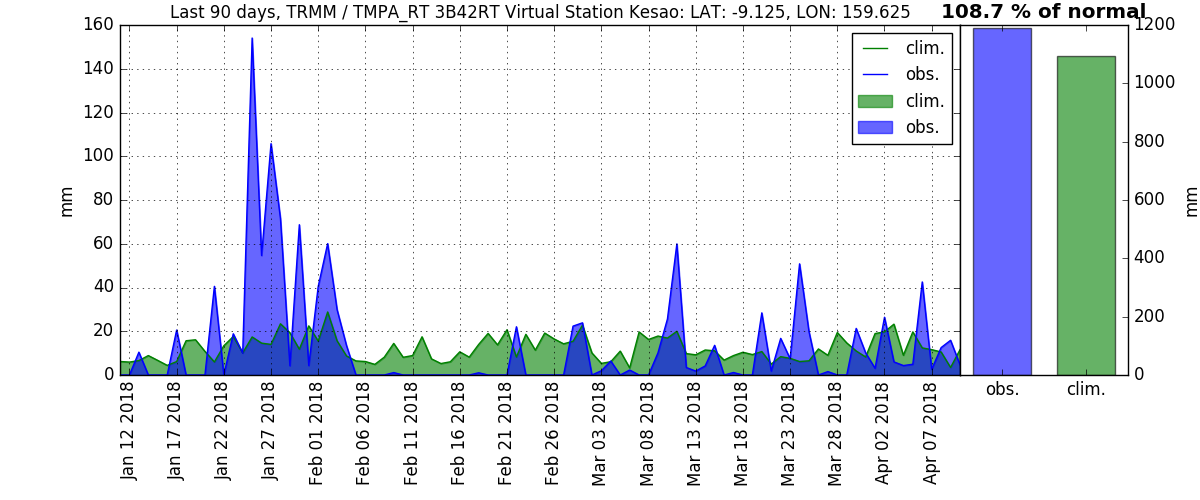 Last 90 days, TRMM / TMPA_RT 3B42RT Virtual Station Kesao: LAT: -9.125, LON: 159.625
108.7 % of normal
160
140
120
100
80
60
40
20
0
mm
clim.
obs.
clim.
obs.
1200
1000
800
600
400
200
0
mm
Jan 12 2018
Jan 17 2018
Jan 22 2018
Jan 27 2018
Feb 01 2018
Feb 06 2018
Feb 11 2018
Feb 16 2018
Feb 21 2018
Feb 26 2018
Mar 03 2018
Mar 08 2018
Mar 13 2018
Mar 18 2018
Mar 23 2018
Mar 28 2018
Apr 02 2018
Apr 07 2018
obs.
clim.